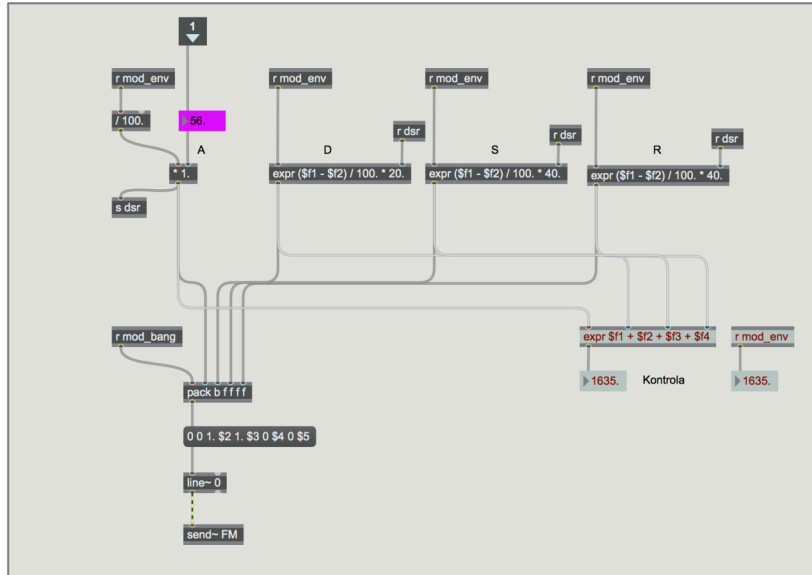 1
r mod_env
r mod_env
r mod_env
r mod_env
/ 100.
56.
r dsr
r dsr
r dsr
A
D
S
R
* 1.
expr ($f1 - $f2) / 100. * 20.
expr ($f1 - $f2) / 100. * 40.
expr ($f1 - $f2) / 100. * 40.
s dsr
r mod_bang
expr $f1 + $f2 + $f3 + $f4
r mod_env
1635.
Kontrola
1635.
pack b f f f f
0 0 1. $2 1. $3 0 $4 0 $5
line~ 0
send~ FM